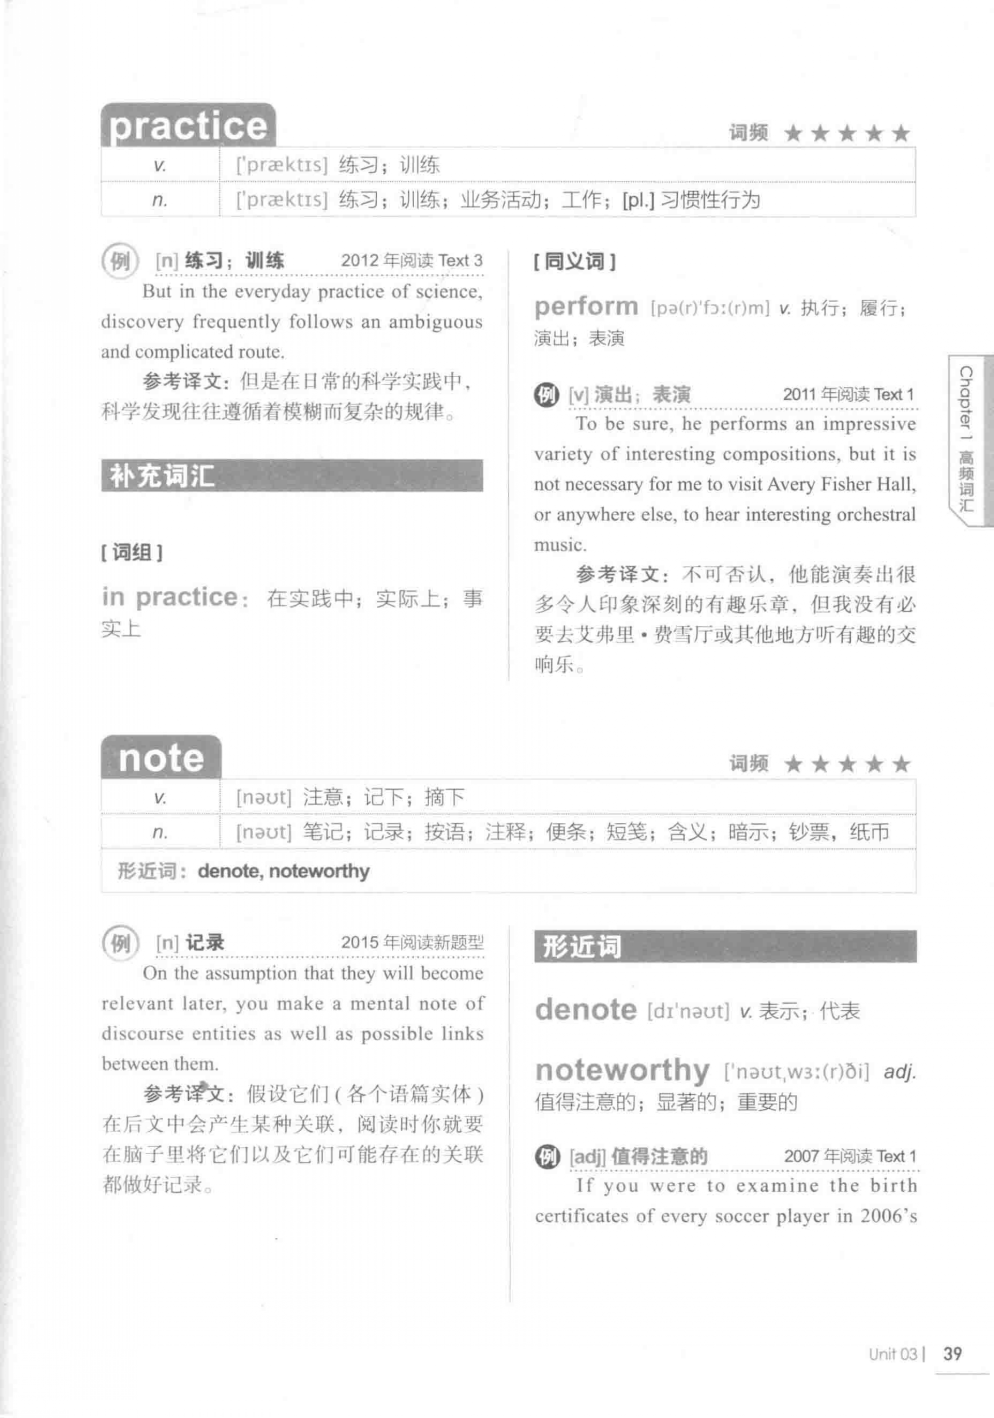 practice
词频 ★★★★★
v. ['præktɪs] 练习；训练
n. ['præktɪs] 练习；训练；业务活动；工作；[pl.] 习惯性行为
例 [n] 练习；训练 2012 年阅读 Text 3
But in the everyday practice of science,
discovery frequently follows an ambiguous
and complicated route.
参考译文：但是在日常的科学实践中，
科学发现往往遵循着模糊而复杂的规律。
补充词汇
[词组]
in practice：在实践中；实际上；事
实上
[同义词]
perform [pə(r)'fɔ:(r)m] v. 执行；履行；
演出；表演
例 [v] 演出；表演 2011 年阅读 Text 1
To be sure, he performs an impressive
variety of interesting compositions, but it is
not necessary for me to visit Avery Fisher Hall,
or anywhere else, to hear interesting orchestral
music.
参考译文：不可否认，他能演奏出很
多令人印象深刻的有趣乐章，但我没有必
要去艾弗里·费雪厅或其他地方听有趣的交
响乐。
Chapter 1 高频词汇
note
词频 ★★★★★
v. [nəʊt] 注意；记下；摘下
n. [nəʊt] 笔记；记录；按语；注释；便条；短笺；含义；暗示；钞票，纸币
形近词：denote, noteworthy
例 [n] 记录 2015 年阅读新题型
On the assumption that they will become
relevant later, you make a mental note of
discourse entities as well as possible links
between them.
参考译文：假设它们(各个语篇实体)
在后文中会产生某种关联，阅读时你就要
在脑子里将它们以及它们可能存在的关联
都做好记录。
形近词
denote [dɪ'nəʊt] v. 表示；代表
noteworthy ['nəʊt,wɜ:(r)ði] adj.
值得注意的；显著的；重要的
例 [adj] 值得注意的 2007 年阅读 Text 1
If you were to examine the birth
certificates of every soccer player in 2006's
Unit 03 | 39